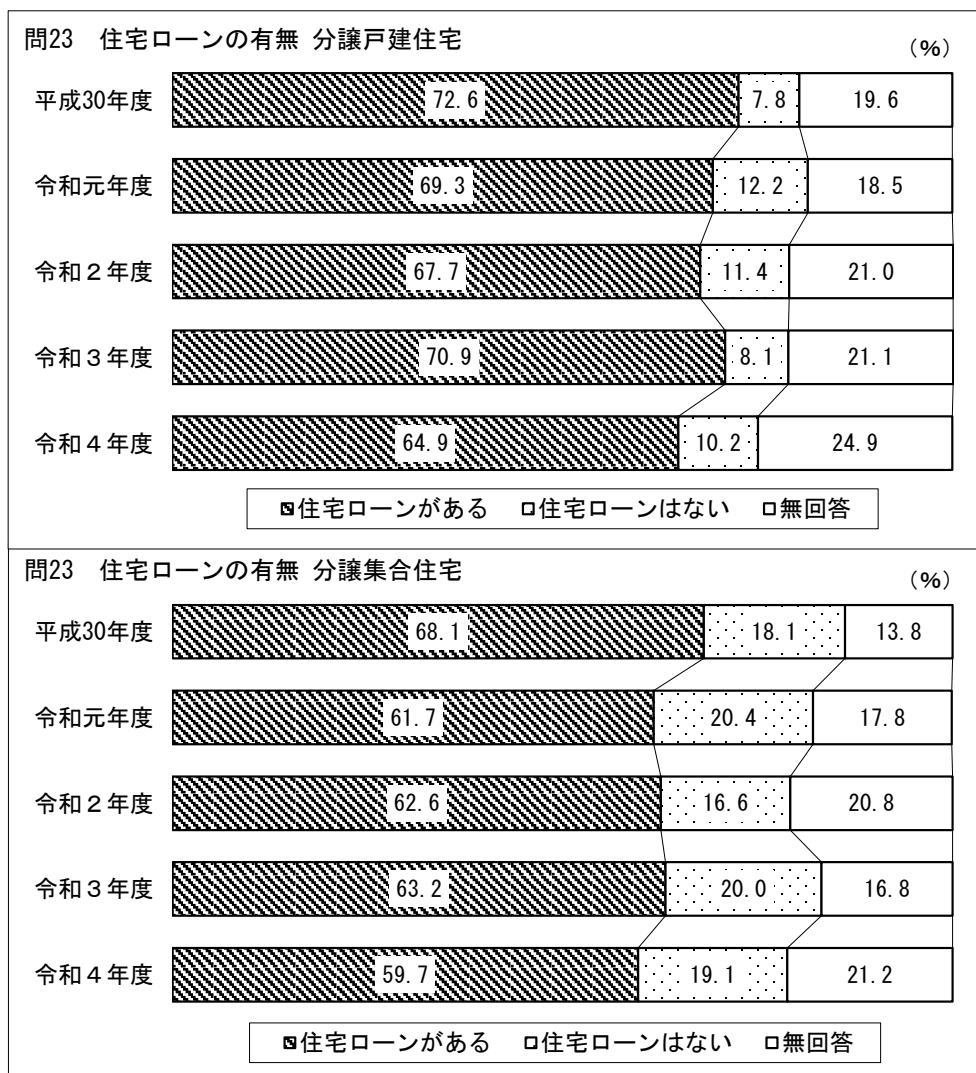 問23　住宅ローンの有無 分譲戸建住宅
（%）
平成30年度 72.6 7.8 19.6
令和元年度 69.3 12.2 18.5
令和２年度 67.7 11.4 21.0
令和３年度 70.9 8.1 21.1
令和４年度 64.9 10.2 24.9
住宅ローンがある 住宅ローンはない 無回答
問23　住宅ローンの有無 分譲集合住宅
（%）
平成30年度 68.1 18.1 13.8
令和元年度 61.7 20.4 17.8
令和２年度 62.6 16.6 20.8
令和３年度 63.2 20.0 16.8
令和４年度 59.7 19.1 21.2
住宅ローンがある 住宅ローンはない 無回答